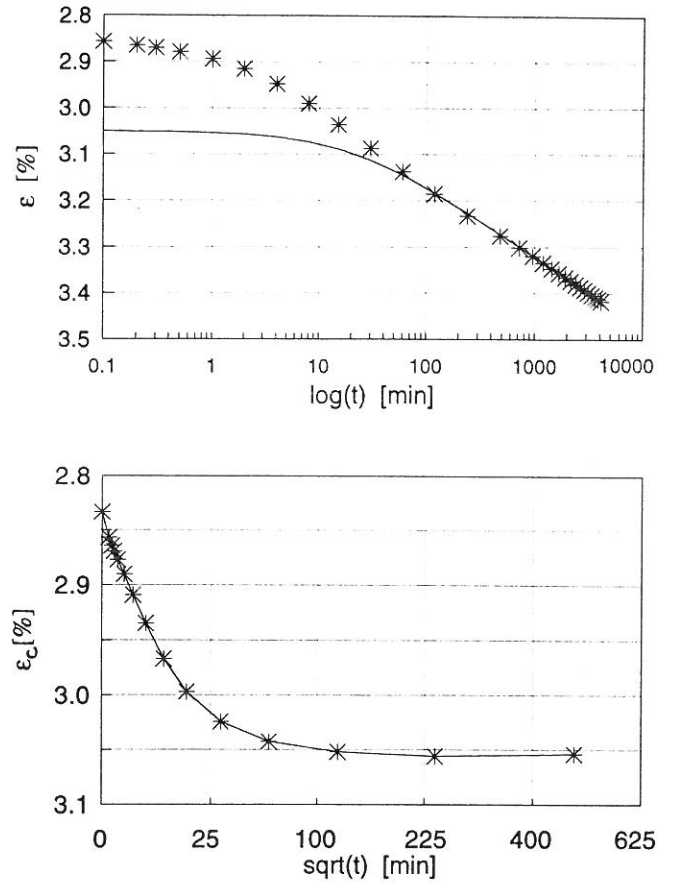 2.8
2.9
3.0
3.1
3.2
3.3
3.4
3.5
ε [%]
0.1 1 10 100 1000 10000
log(t) [min]
2.8
2.9
3.0
3.1
εc[%]
0 25 100 225 400 625
sqrt(t) [min]